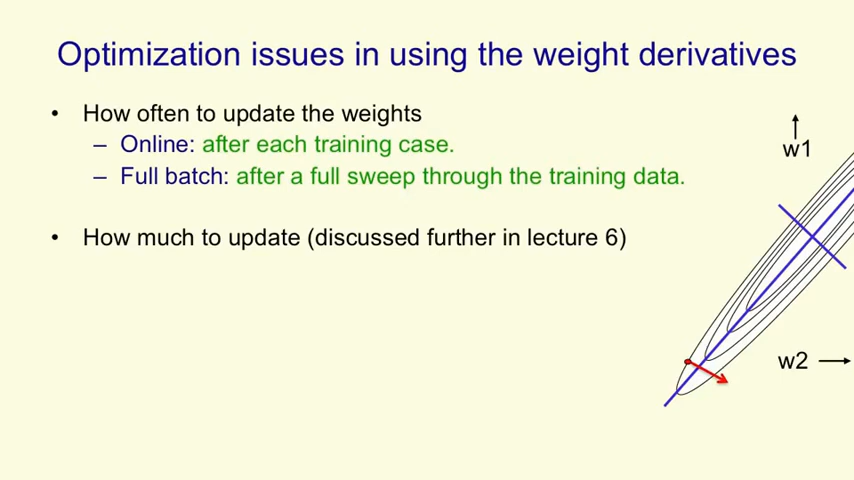 Optimization issues in using the weight derivatives
• How often to update the weights
– Online: after each training case.
– Full batch: after a full sweep through the training data.
• How much to update (discussed further in lecture 6)
w1
w2